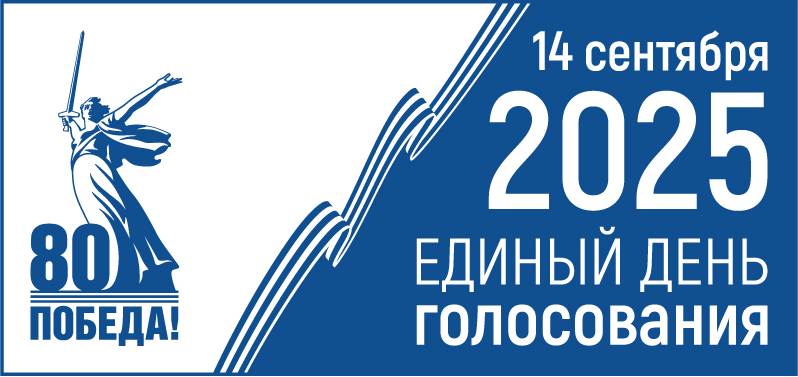 80
ПОБЕДА!
14 сентября
2025
ЕДИНЫЙ ДЕНЬ
голосования